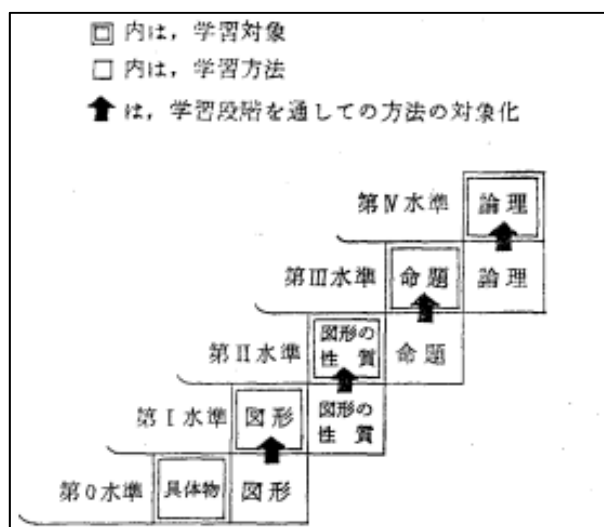 回 内は，学習対象
□ 内は，学習方法
は，学習段階を通しての方法の対象化
第Ⅳ水準 論理
第Ⅲ水準 命題 論理
第Ⅱ水準 図形の性質 命題
第Ⅰ水準 図形 図形の性質
第0水準 具体物 図形